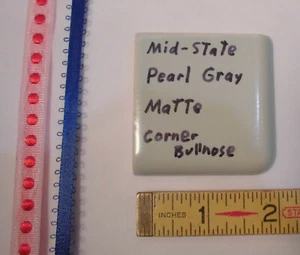 Mid-State
Pearl Gray
Matte
Corner
Bullnose
INCHES 1 2